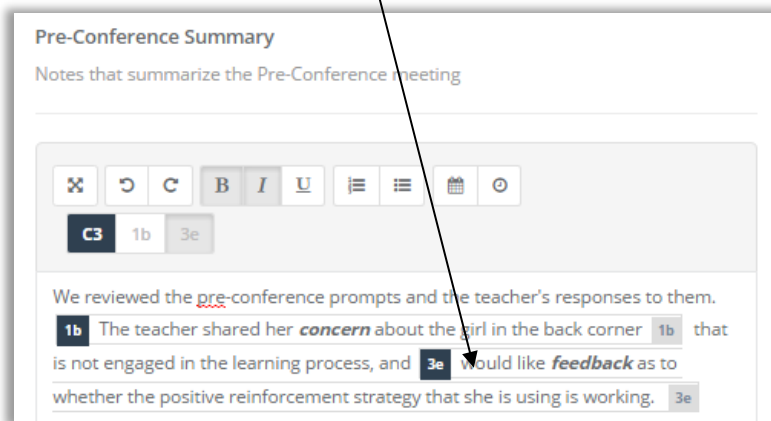 Pre-Conference Summary
Notes that summarize the Pre-Conference meeting
B I U
C3 1b 3e
We reviewed the pre-conference prompts and the teacher's responses to them.
1b The teacher shared her concern about the girl in the back corner 1b that
is not engaged in the learning process, and 3e would like feedback as to
whether the positive reinforcement strategy that she is using is working. 3e